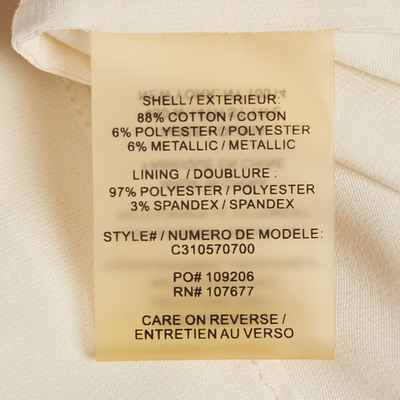 SHELL / EXTERIEUR:
88% COTTON / COTON
6% POLYESTER / POLYESTER
6% METALLIC / METALLIC
LINING / DOUBLURE :
97% POLYESTER / POLYESTER
3% SPANDEX / SPANDEX
STYLE# / NUMERO DE MODELE:
C310570700
PO# 109206
RN# 107677
CARE ON REVERSE /
ENTRETIEN AU VERSO